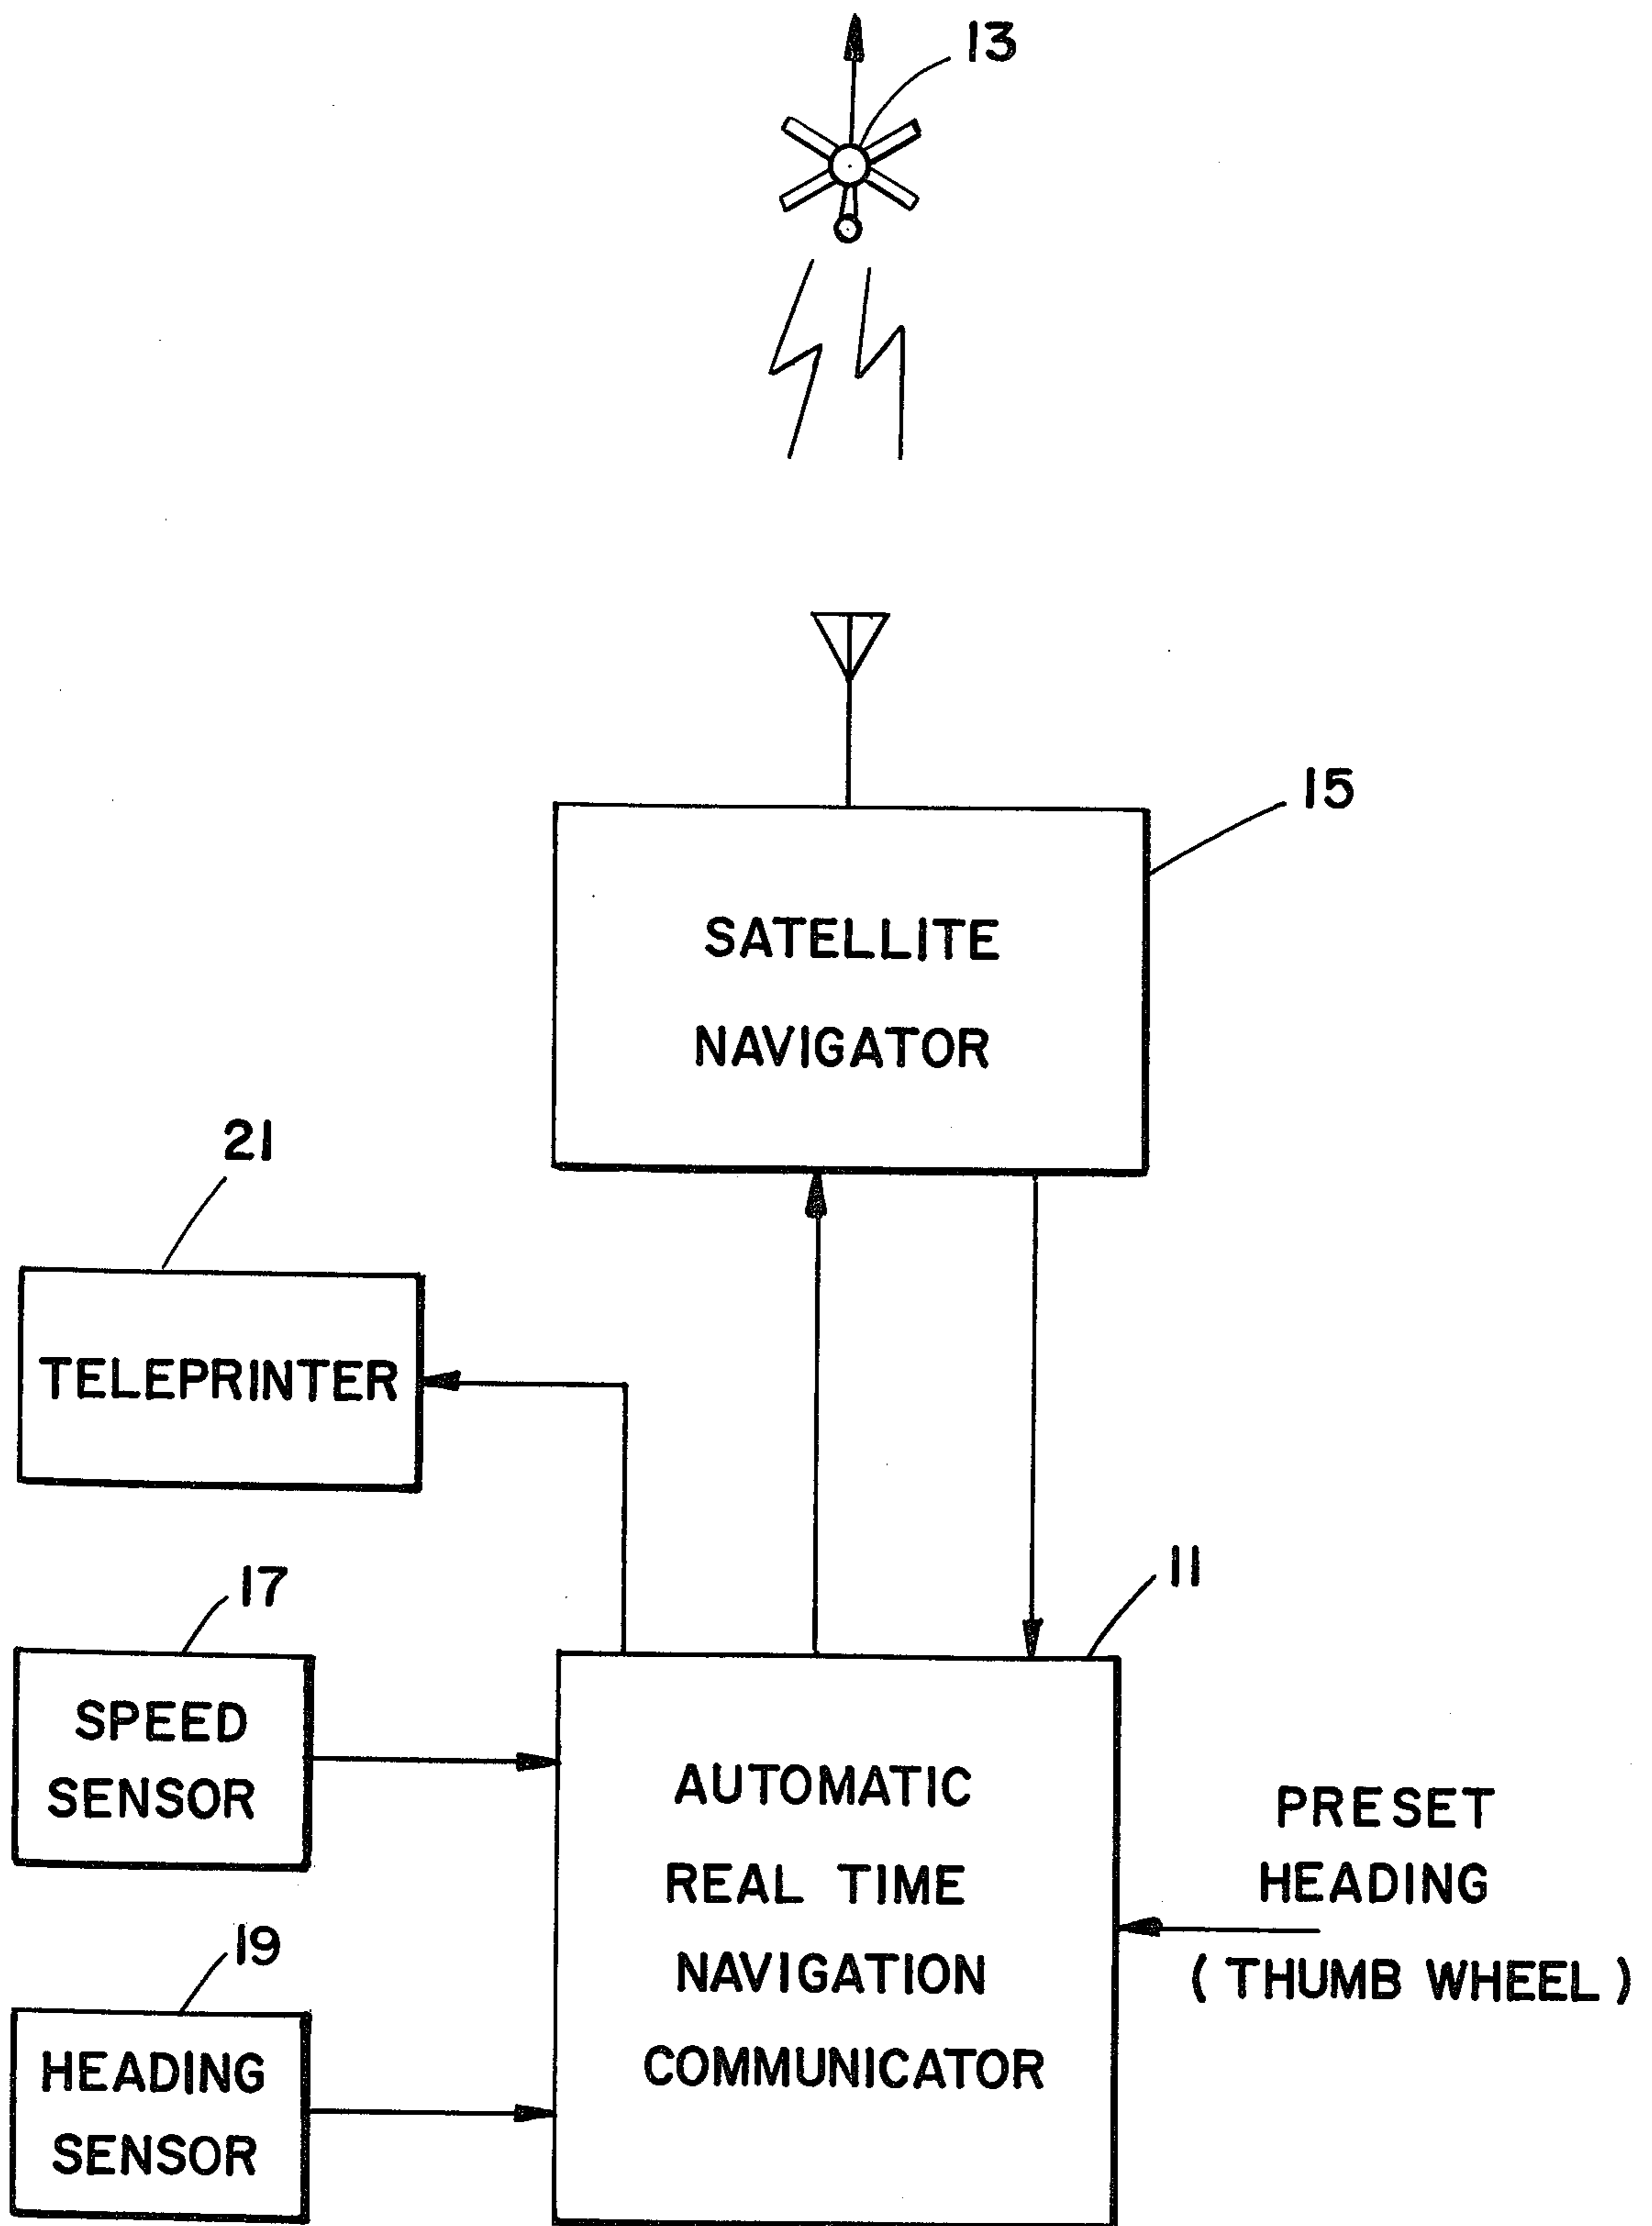 13
15
SATELLITE
NAVIGATOR
21
TELEPRINTER
17
11
SPEED
SENSOR
AUTOMATIC
REAL TIME
NAVIGATION
COMMUNICATOR
PRESET
HEADING
(THUMB WHEEL)
19
HEADING
SENSOR